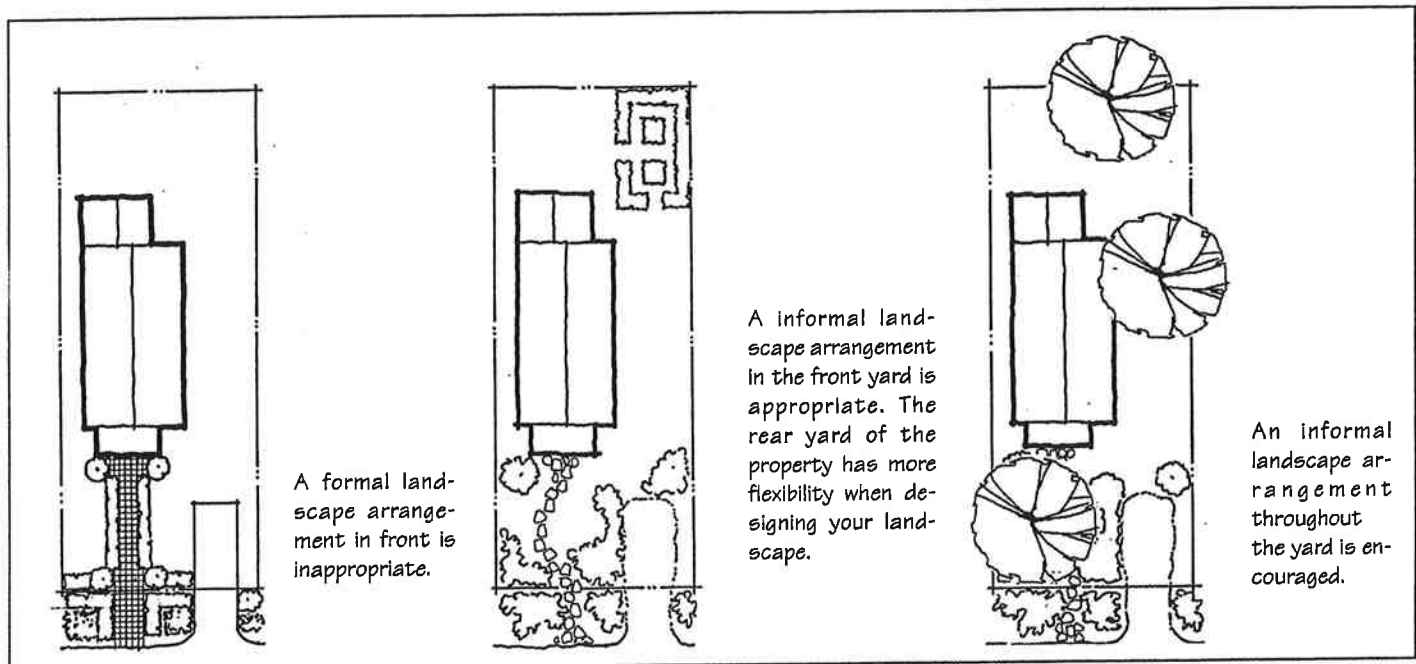 A formal land-
scape arrange-
ment in front is
inappropriate.
A informal land-
scape arrangement
in the front yard is
appropriate. The
rear yard of the
property has more
flexibility when de-
signing your land-
scape.
An informal
landscape ar-
rangement
throughout
the yard is en-
couraged.